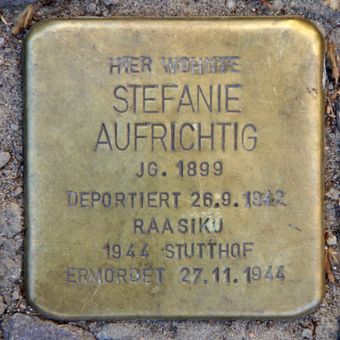 HIER WOHNTE
STEFANIE
AUFRICHTIG
JG. 1899
DEPORTIERT 26.9.1942
RAASIKU
1944 STUTTHOF
ERMORDET 27.11.1944